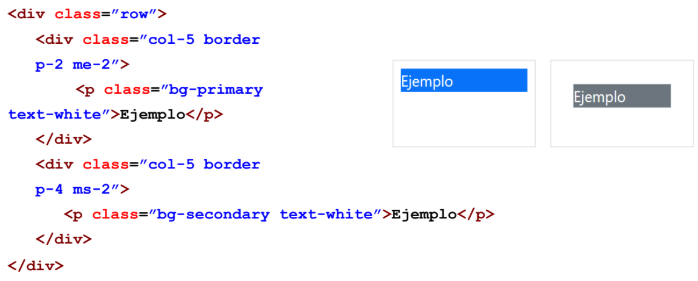 <div class=”row”>
<div class=”col-5 border
p-2 me-2”>
<p class=”bg-primary
text-white”>Ejemplo</p>
</div>
<div class=”col-5 border
p-4 ms-2”>
<p class=”bg-secondary text-white”>Ejemplo</p>
</div>
</div>
Ejemplo
Ejemplo